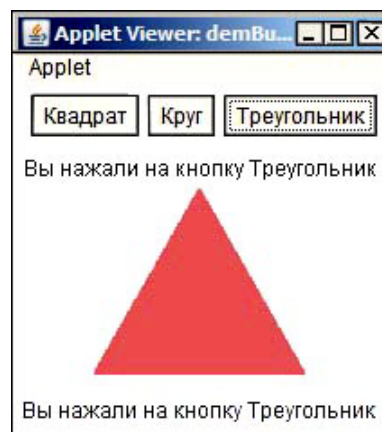 Applet Viewer: demBu...
Applet
Квадрат Круг Треугольник
Вы нажали на кнопку Треугольник
Вы нажали на кнопку Треугольник